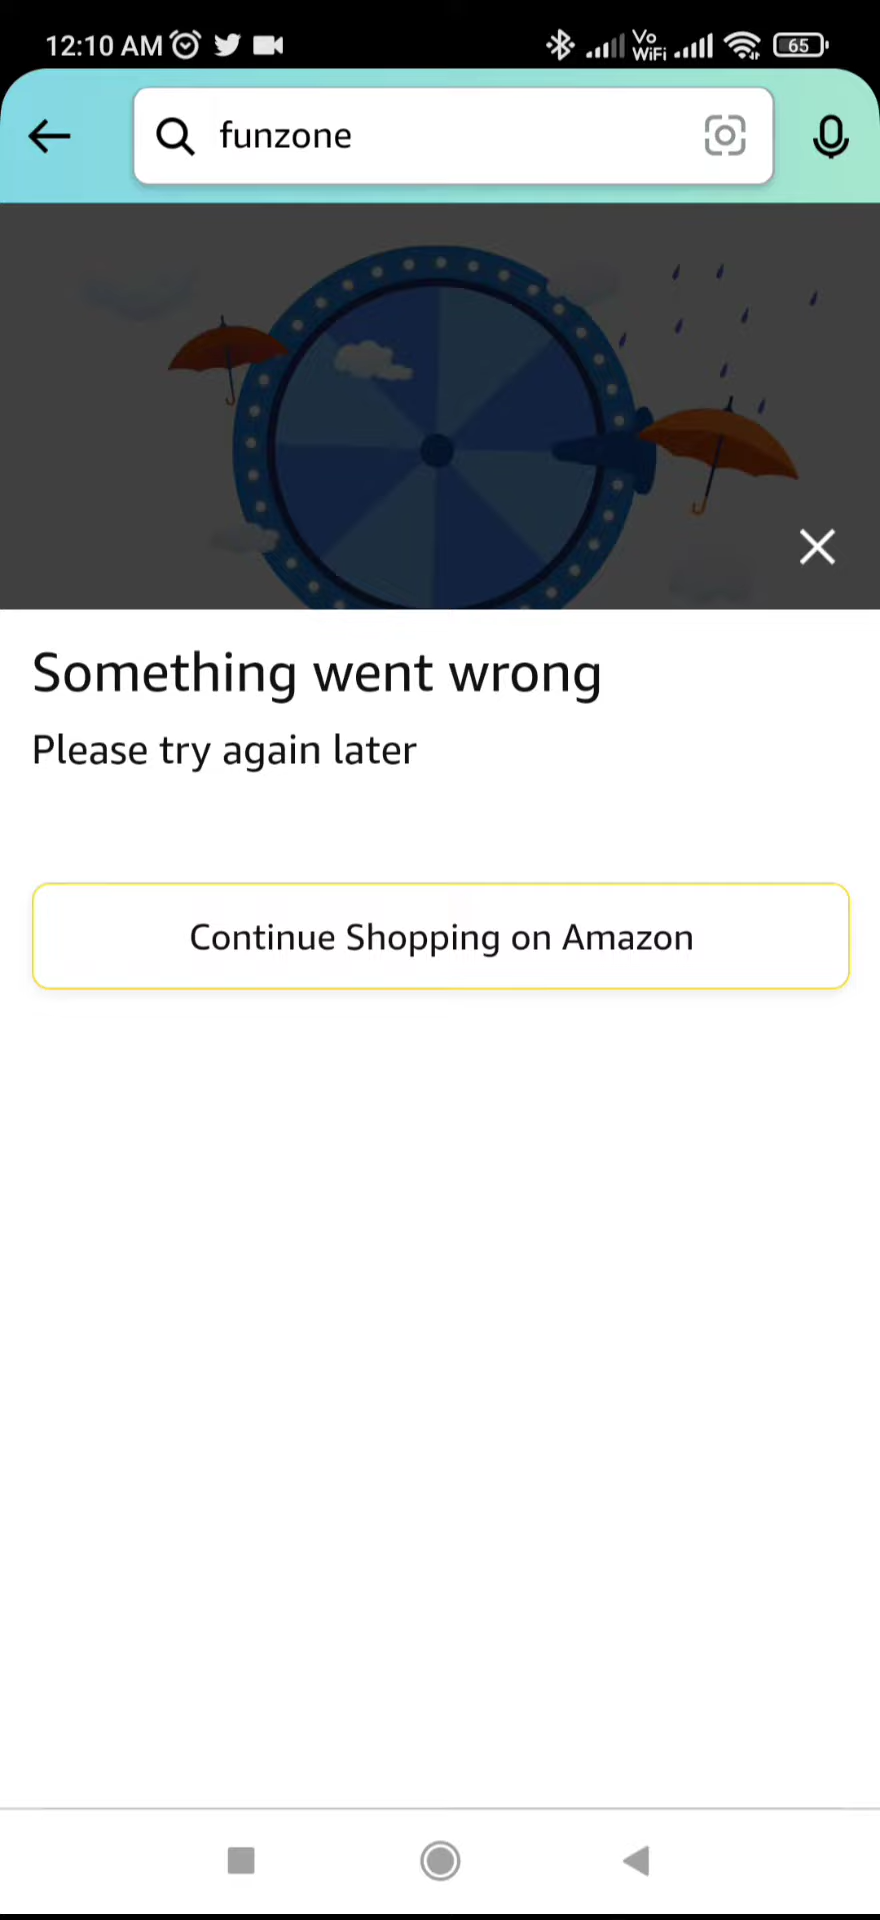 12:10 AM
Vo
WiFi
65
funzone
Something went wrong
Please try again later
Continue Shopping on Amazon